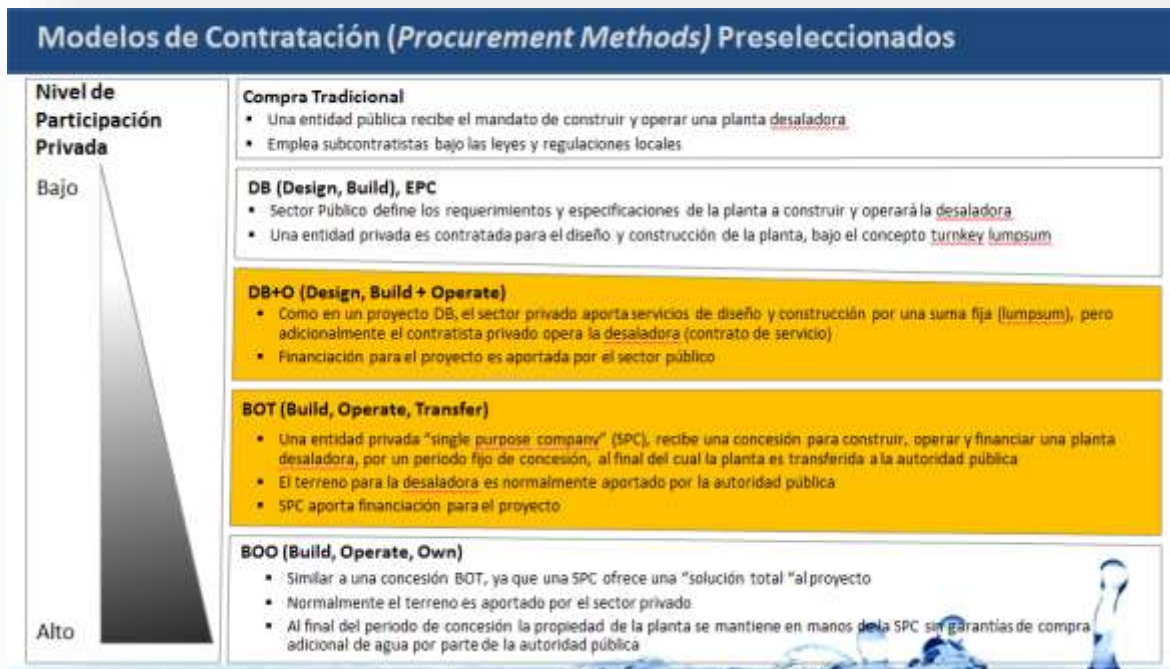 Modelos de Contratación (Procurement Methods) Preseleccionados
Nivel de
Participación
Privada
Bajo
Alto
Compra Tradicional
▪ Una entidad pública recibe el mandato de construir y operar una planta desaladora
▪ Emplea subcontratistas bajo las leyes y regulaciones locales
DB (Design, Build), EPC
▪ Sector Público define los requerimientos y especificaciones de la planta a construir y operará la desaladora
▪ Una entidad privada es contratada para el diseño y construcción de la planta, bajo el concepto turnkey lumpsum
DB+O (Design, Build + Operate)
▪ Como en un proyecto DB, el sector privado aporta servicios de diseño y construcción por una suma fija (lumpsum), pero
adicionalmente el contratista privado opera la desaladora (contrato de servicio)
▪ Financiación para el proyecto es aportada por el sector público
BOT (Build, Operate, Transfer)
▪ Una entidad privada "single purpose company" (SPC), recibe una concesión para construir, operar y financiar una planta
desaladora, por un periodo fijo de concesión, al final del cual la planta es transferida a la autoridad pública
▪ El terreno para la desaladora es normalmente aportado por la autoridad pública
▪ SPC aporta financiación para el proyecto
BOO (Build, Operate, Own)
▪ Similar a una concesión BOT, ya que una SPC ofrece una "solución total "al proyecto
▪ Normalmente el terreno es aportado por el sector privado
▪ Al final del periodo de concesión la propiedad de la planta se mantiene en manos de la SPC sin garantías de compra
adicional de agua por parte de la autoridad pública